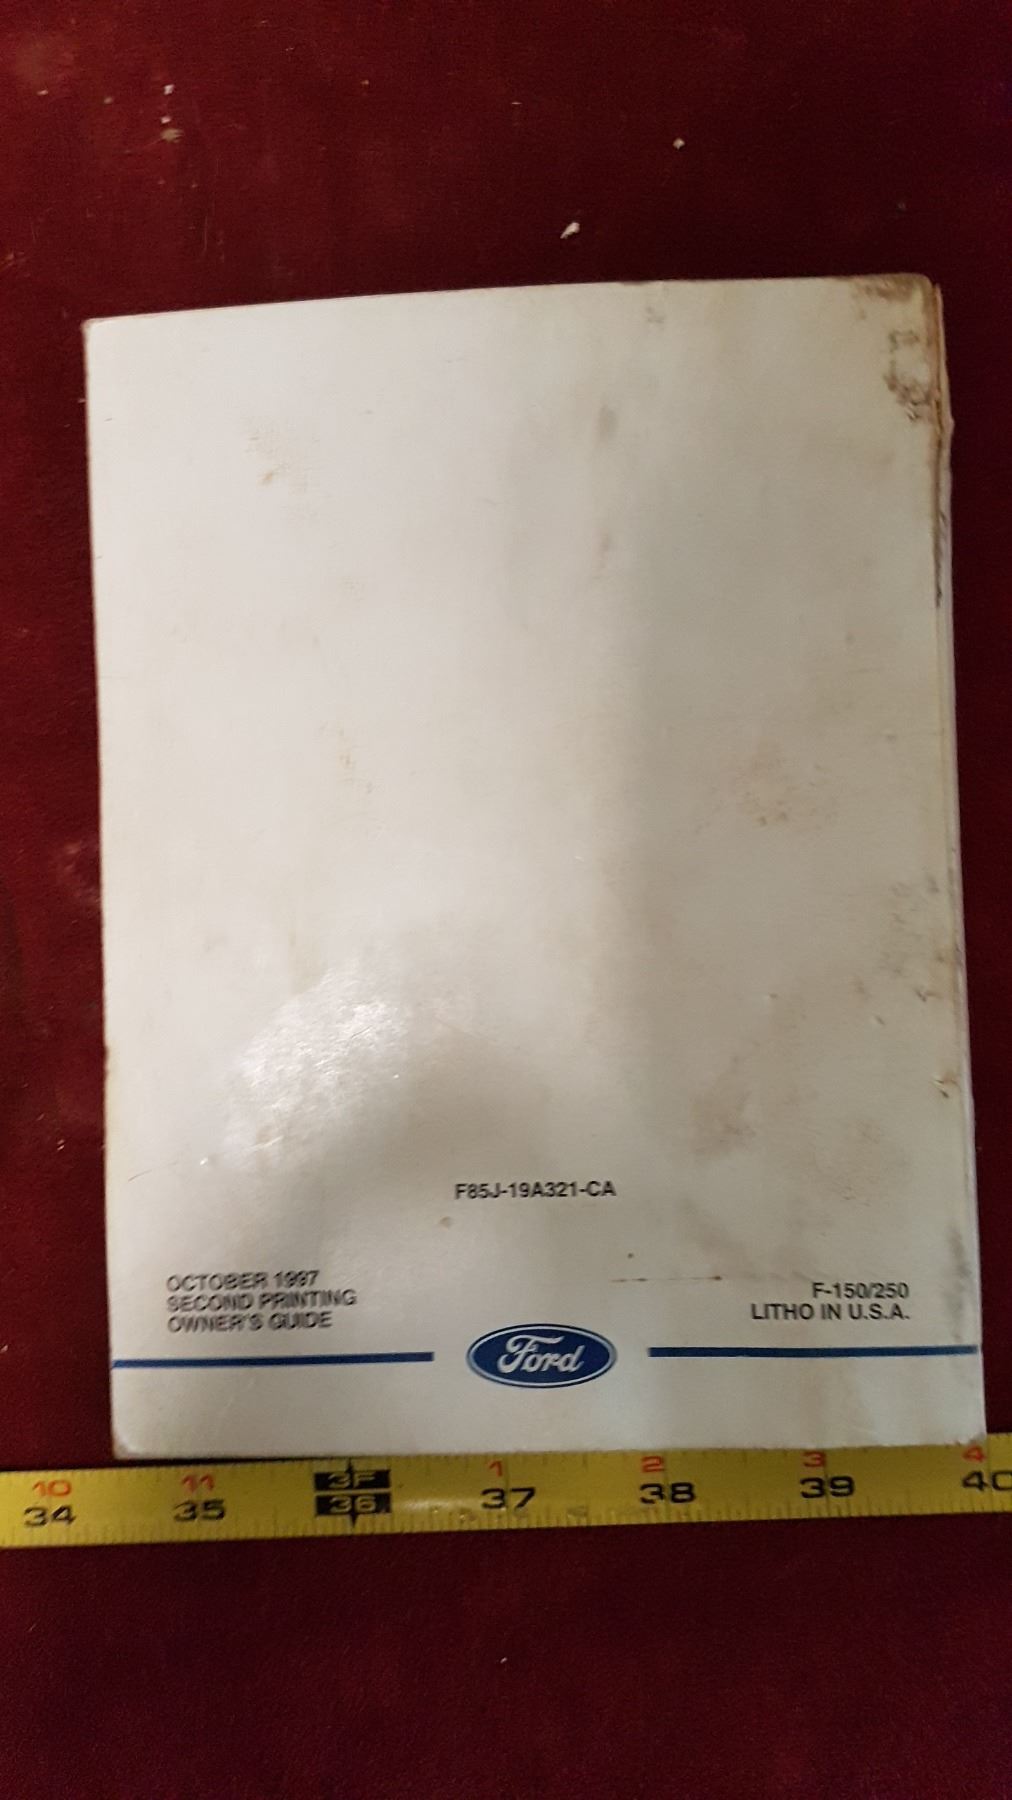 F85J-19A321-CA
OCTOBER 1997
SECOND PRINTING
OWNER'S GUIDE
F-150/250
LITHO IN U.S.A.
Ford
10 11 3F 1 2 3 4
34 35 36 37 38 39 40